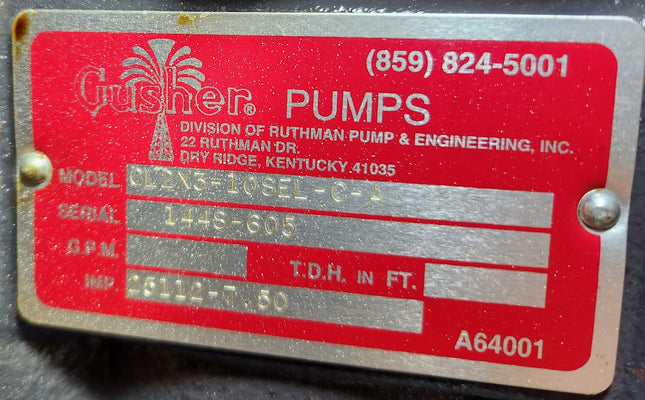 (859) 824-5001
Gusher® PUMPS
DIVISION OF RUTHMAN PUMP & ENGINEERING, INC.
22 RUTHMAN DR.
DRY RIDGE, KENTUCKY 41035
MODEL CL2X3-10SEL-C-A
SERIAL 1448-605
G.P.M. T.D.H. IN FT.
IMP. 26112-7.50
A64001